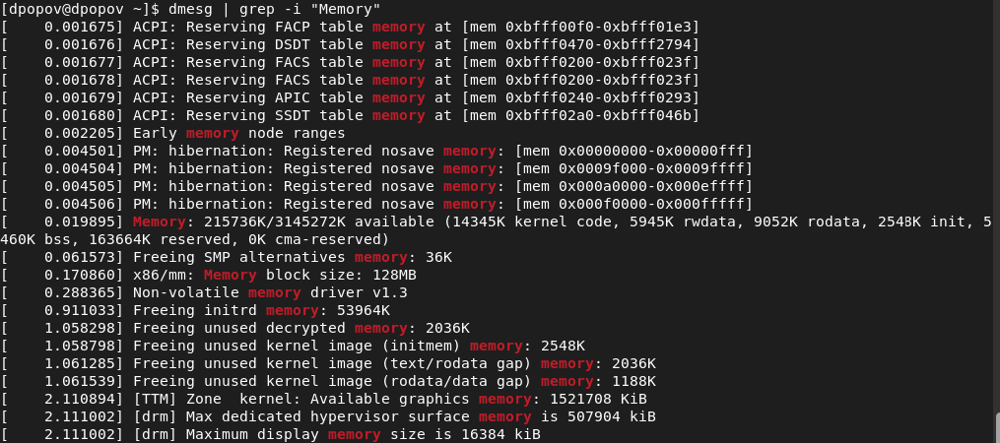 [dpopov@dpopov ~]$ dmesg | grep -i "Memory"
[    0.001675] ACPI: Reserving FACP table memory at [mem 0xbfff00f0-0xbfff01e3]
[    0.001676] ACPI: Reserving DSDT table memory at [mem 0xbfff0470-0xbfff2794]
[    0.001677] ACPI: Reserving FACS table memory at [mem 0xbfff0200-0xbfff023f]
[    0.001678] ACPI: Reserving FACS table memory at [mem 0xbfff0200-0xbfff023f]
[    0.001679] ACPI: Reserving APIC table memory at [mem 0xbfff0240-0xbfff0293]
[    0.001680] ACPI: Reserving SSDT table memory at [mem 0xbfff02a0-0xbfff046b]
[    0.002205] Early memory node ranges
[    0.004501] PM: hibernation: Registered nosave memory: [mem 0x00000000-0x00000fff]
[    0.004504] PM: hibernation: Registered nosave memory: [mem 0x0009f000-0x0009ffff]
[    0.004505] PM: hibernation: Registered nosave memory: [mem 0x000a0000-0x000effff]
[    0.004506] PM: hibernation: Registered nosave memory: [mem 0x000f0000-0x000fffff]
[    0.019895] Memory: 215736K/3145272K available (14345K kernel code, 5945K rwdata, 9052K rodata, 2548K init, 5
460K bss, 163664K reserved, 0K cma-reserved)
[    0.061573] Freeing SMP alternatives memory: 36K
[    0.170860] x86/mm: Memory block size: 128MB
[    0.288365] Non-volatile memory driver v1.3
[    0.911033] Freeing initrd memory: 53964K
[    1.058298] Freeing unused decrypted memory: 2036K
[    1.058798] Freeing unused kernel image (initmem) memory: 2548K
[    1.061285] Freeing unused kernel image (text/rodata gap) memory: 2036K
[    1.061539] Freeing unused kernel image (rodata/data gap) memory: 1188K
[    2.110894] [TTM] Zone  kernel: Available graphics memory: 1521708 KiB
[    2.111002] [drm] Max dedicated hypervisor surface memory is 507904 kiB
[    2.111002] [drm] Maximum display memory size is 16384 kiB